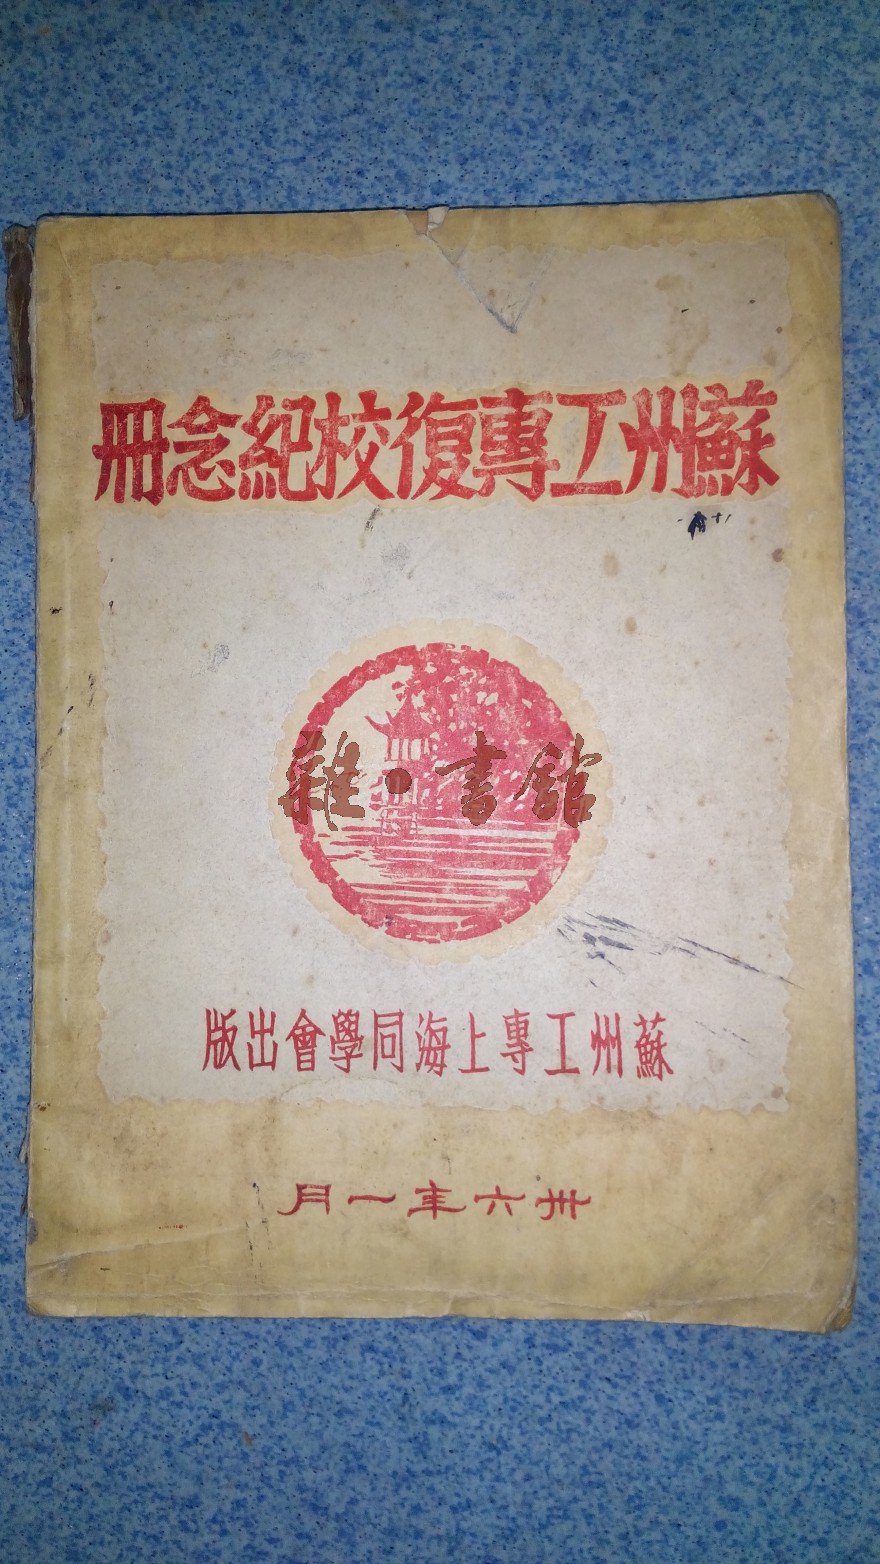 蘇州工專復校紀念冊
雜·書舘
蘇州工專上海同學會出版
卅六年一月